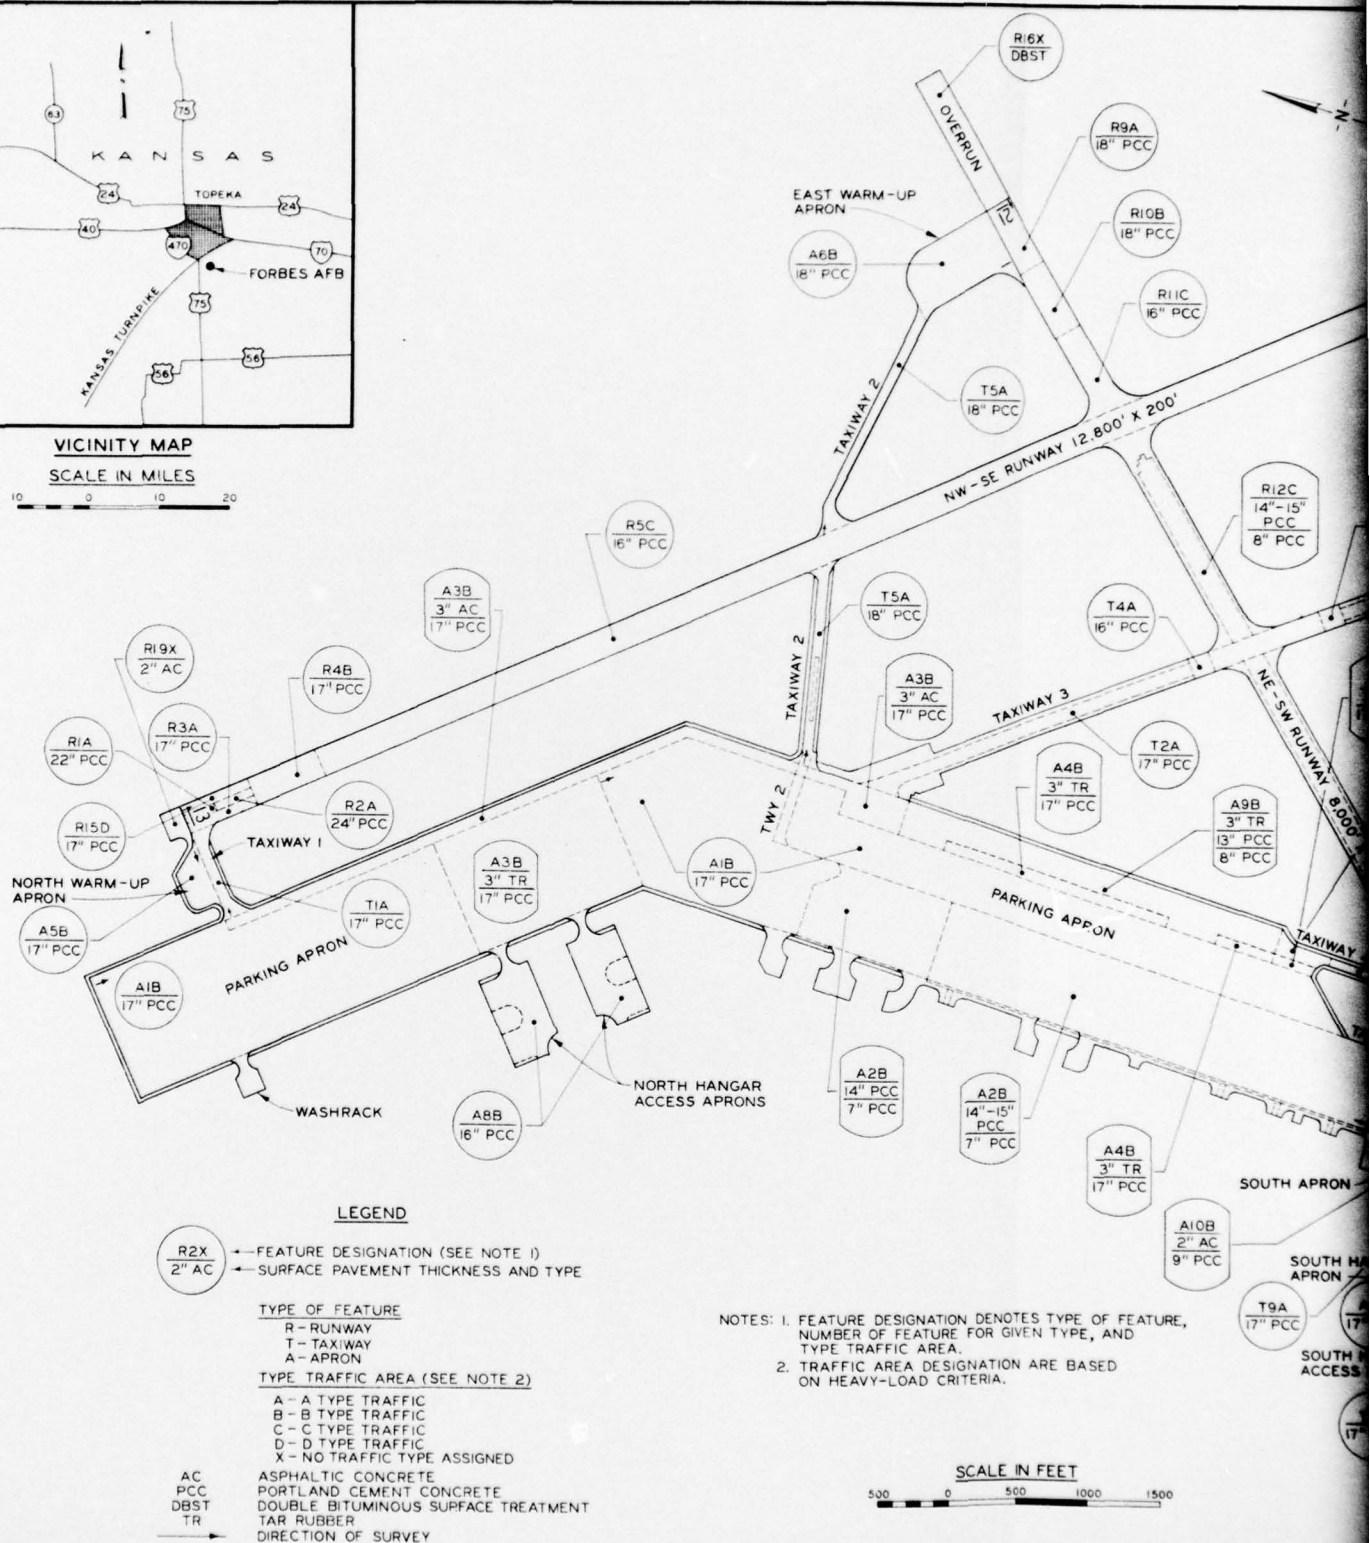 63
75
KANSAS
24
TOPEKA
24
40
470
70
FORBES AFB
75
KANSAS TURNPIKE
56
56
VICINITY MAP
SCALE IN MILES
10 0 10 20
R16X
DBST
OVERRUN
N
R9A
18" PCC
EAST WARM-UP
APRON
12
R10B
18" PCC
A6B
18" PCC
R11C
16" PCC
T5A
18" PCC
TAXIWAY 2
NW-SE RUNWAY 12,800' X 200'
R12C
14"-15"
PCC
8" PCC
R5C
16" PCC
A3B
3" AC
17" PCC
T5A
18" PCC
T4A
16" PCC
R19X
2" AC
R4B
17" PCC
TAXIWAY 2
A3B
3" AC
17" PCC
TAXIWAY 3
NE-SW RUNWAY 8,000'
R1A
22" PCC
R3A
17" PCC
T2A
17" PCC
A4B
3" TR
17" PCC
R2A
24" PCC
13
R15D
17" PCC
TAXIWAY 1
TWY 2
A9B
3" TR
13" PCC
8" PCC
A3B
3" TR
17" PCC
A1B
17" PCC
NORTH WARM-UP
APRON
T1A
17" PCC
PARKING APRON
A5B
17" PCC
TAXIWAY
PARKING APRON
A1B
17" PCC
NORTH HANGAR
ACCESS APRONS
A2B
14" PCC
7" PCC
A2B
14"-15"
PCC
7" PCC
WASHRACK
A8B
16" PCC
A4B
3" TR
17" PCC
SOUTH APRON
A10B
2" AC
9" PCC
SOUTH HA
APRON
T9A
17" PCC
17"
SOUTH
ACCESS
17"
LEGEND
R2X
2" AC
FEATURE DESIGNATION (SEE NOTE 1)
SURFACE PAVEMENT THICKNESS AND TYPE
TYPE OF FEATURE
R - RUNWAY
T - TAXIWAY
A - APRON
TYPE TRAFFIC AREA (SEE NOTE 2)
A - A TYPE TRAFFIC
B - B TYPE TRAFFIC
C - C TYPE TRAFFIC
D - D TYPE TRAFFIC
X - NO TRAFFIC TYPE ASSIGNED
AC ASPHALTIC CONCRETE
PCC PORTLAND CEMENT CONCRETE
DBST DOUBLE BITUMINOUS SURFACE TREATMENT
TR TAR RUBBER
DIRECTION OF SURVEY
NOTES: 1. FEATURE DESIGNATION DENOTES TYPE OF FEATURE,
NUMBER OF FEATURE FOR GIVEN TYPE, AND
TYPE TRAFFIC AREA.
2. TRAFFIC AREA DESIGNATION ARE BASED
ON HEAVY-LOAD CRITERIA.
SCALE IN FEET
500 0 500 1000 1500